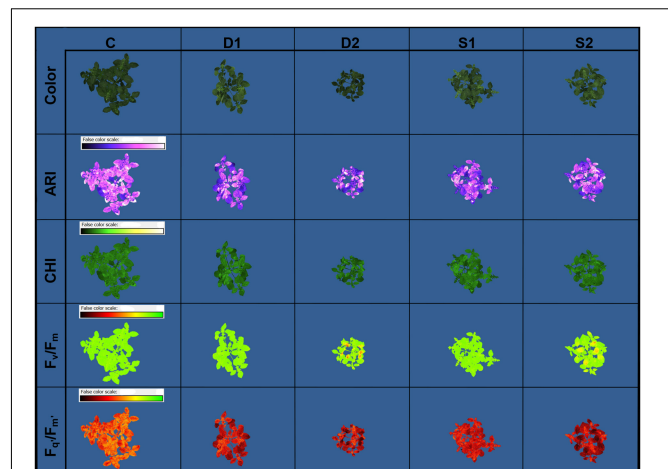 C D1 D2 S1 S2
Color
False color scale:
ARI
False color scale:
CHI
False color scale:
Fv/Fm
False color scale:
Fq'/Fm'